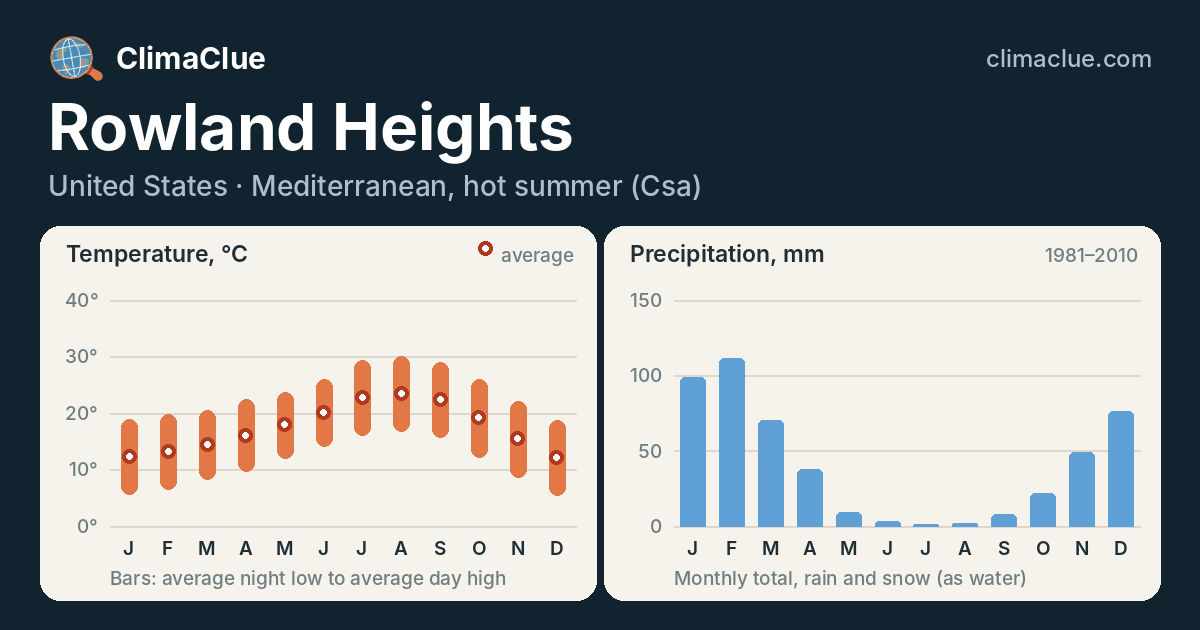 ClimaClue
climaclue.com
Rowland Heights
United States · Mediterranean, hot summer (Csa)
Temperature, °C
average
40°
30°
20°
10°
0°
J F M A M J J A S O N D
Bars: average night low to average day high
Precipitation, mm
1981–2010
150
100
50
0
J F M A M J J A S O N D
Monthly total, rain and snow (as water)